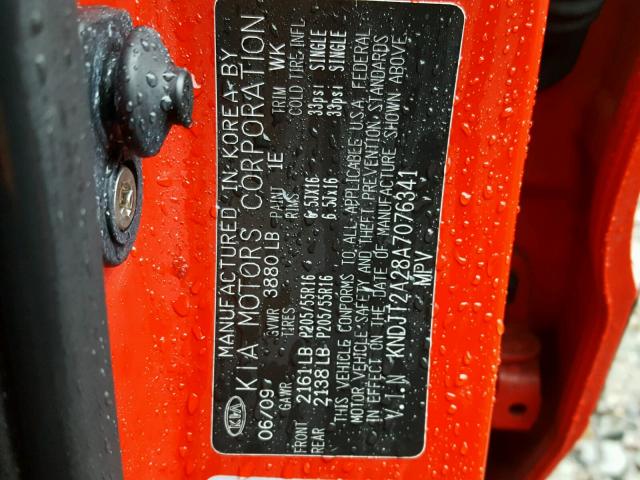 KIA
MANUFACTURED IN KOREA BY
KIA MOTORS CORPORATION
06/09 GVWR 3880 LB PAINT 1E TRIM WK
GAWR TIRES RIMS COLD TIRE INFL
FRONT 2161 LB P205/55R16 6.5JX16 33psi SINGLE
REAR 2138 LB P205/55R16 6.5JX16 33psi SINGLE
THIS VEHICLE CONFORMS TO ALL APPLICABLE U.S.A. FEDERAL
MOTOR VEHICLE SAFETY AND THEFT PREVENTION STANDARDS
IN EFFECT ON THE DATE OF MANUFACTURE SHOWN ABOVE
V.I.N *KNDJT2A28A7076341
MPV